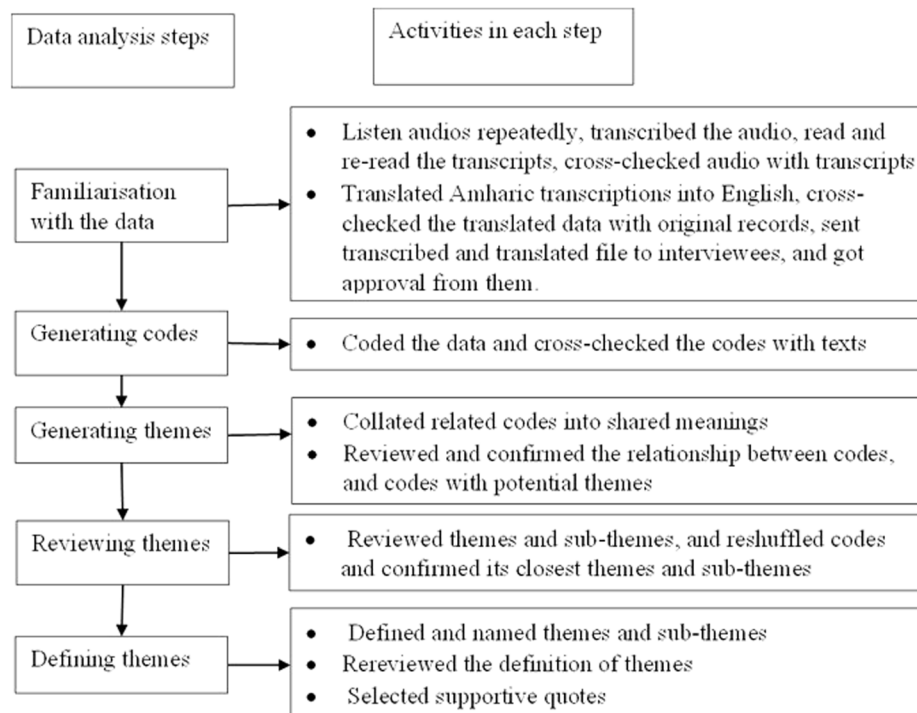 Data analysis steps
Activities in each step
Familiarisation
with the data
• Listen audios repeatedly, transcribed the audio, read and
re-read the transcripts, cross-checked audio with transcripts
• Translated Amharic transcriptions into English, cross-
checked the translated data with original records, sent
transcribed and translated file to interviewees, and got
approval from them.
Generating codes
• Coded the data and cross-checked the codes with texts
Generating themes
• Collated related codes into shared meanings
• Reviewed and confirmed the relationship between codes,
and codes with potential themes
Reviewing themes
• Reviewed themes and sub-themes, and reshuffled codes
and confirmed its closest themes and sub-themes
Defining themes
• Defined and named themes and sub-themes
• Rereviewed the definition of themes
• Selected supportive quotes